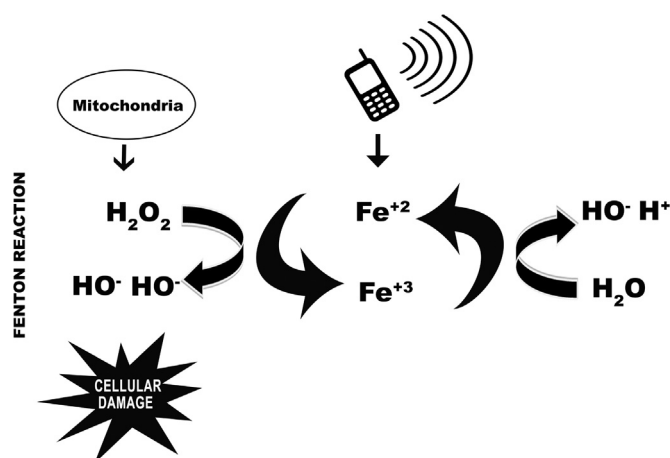 Mitochondria
FENTON REACTION
H₂O₂
Fe⁺²
HO⁻ H⁺
HO⁻ HO⁻
Fe⁺³
H₂O
CELLULAR
DAMAGE